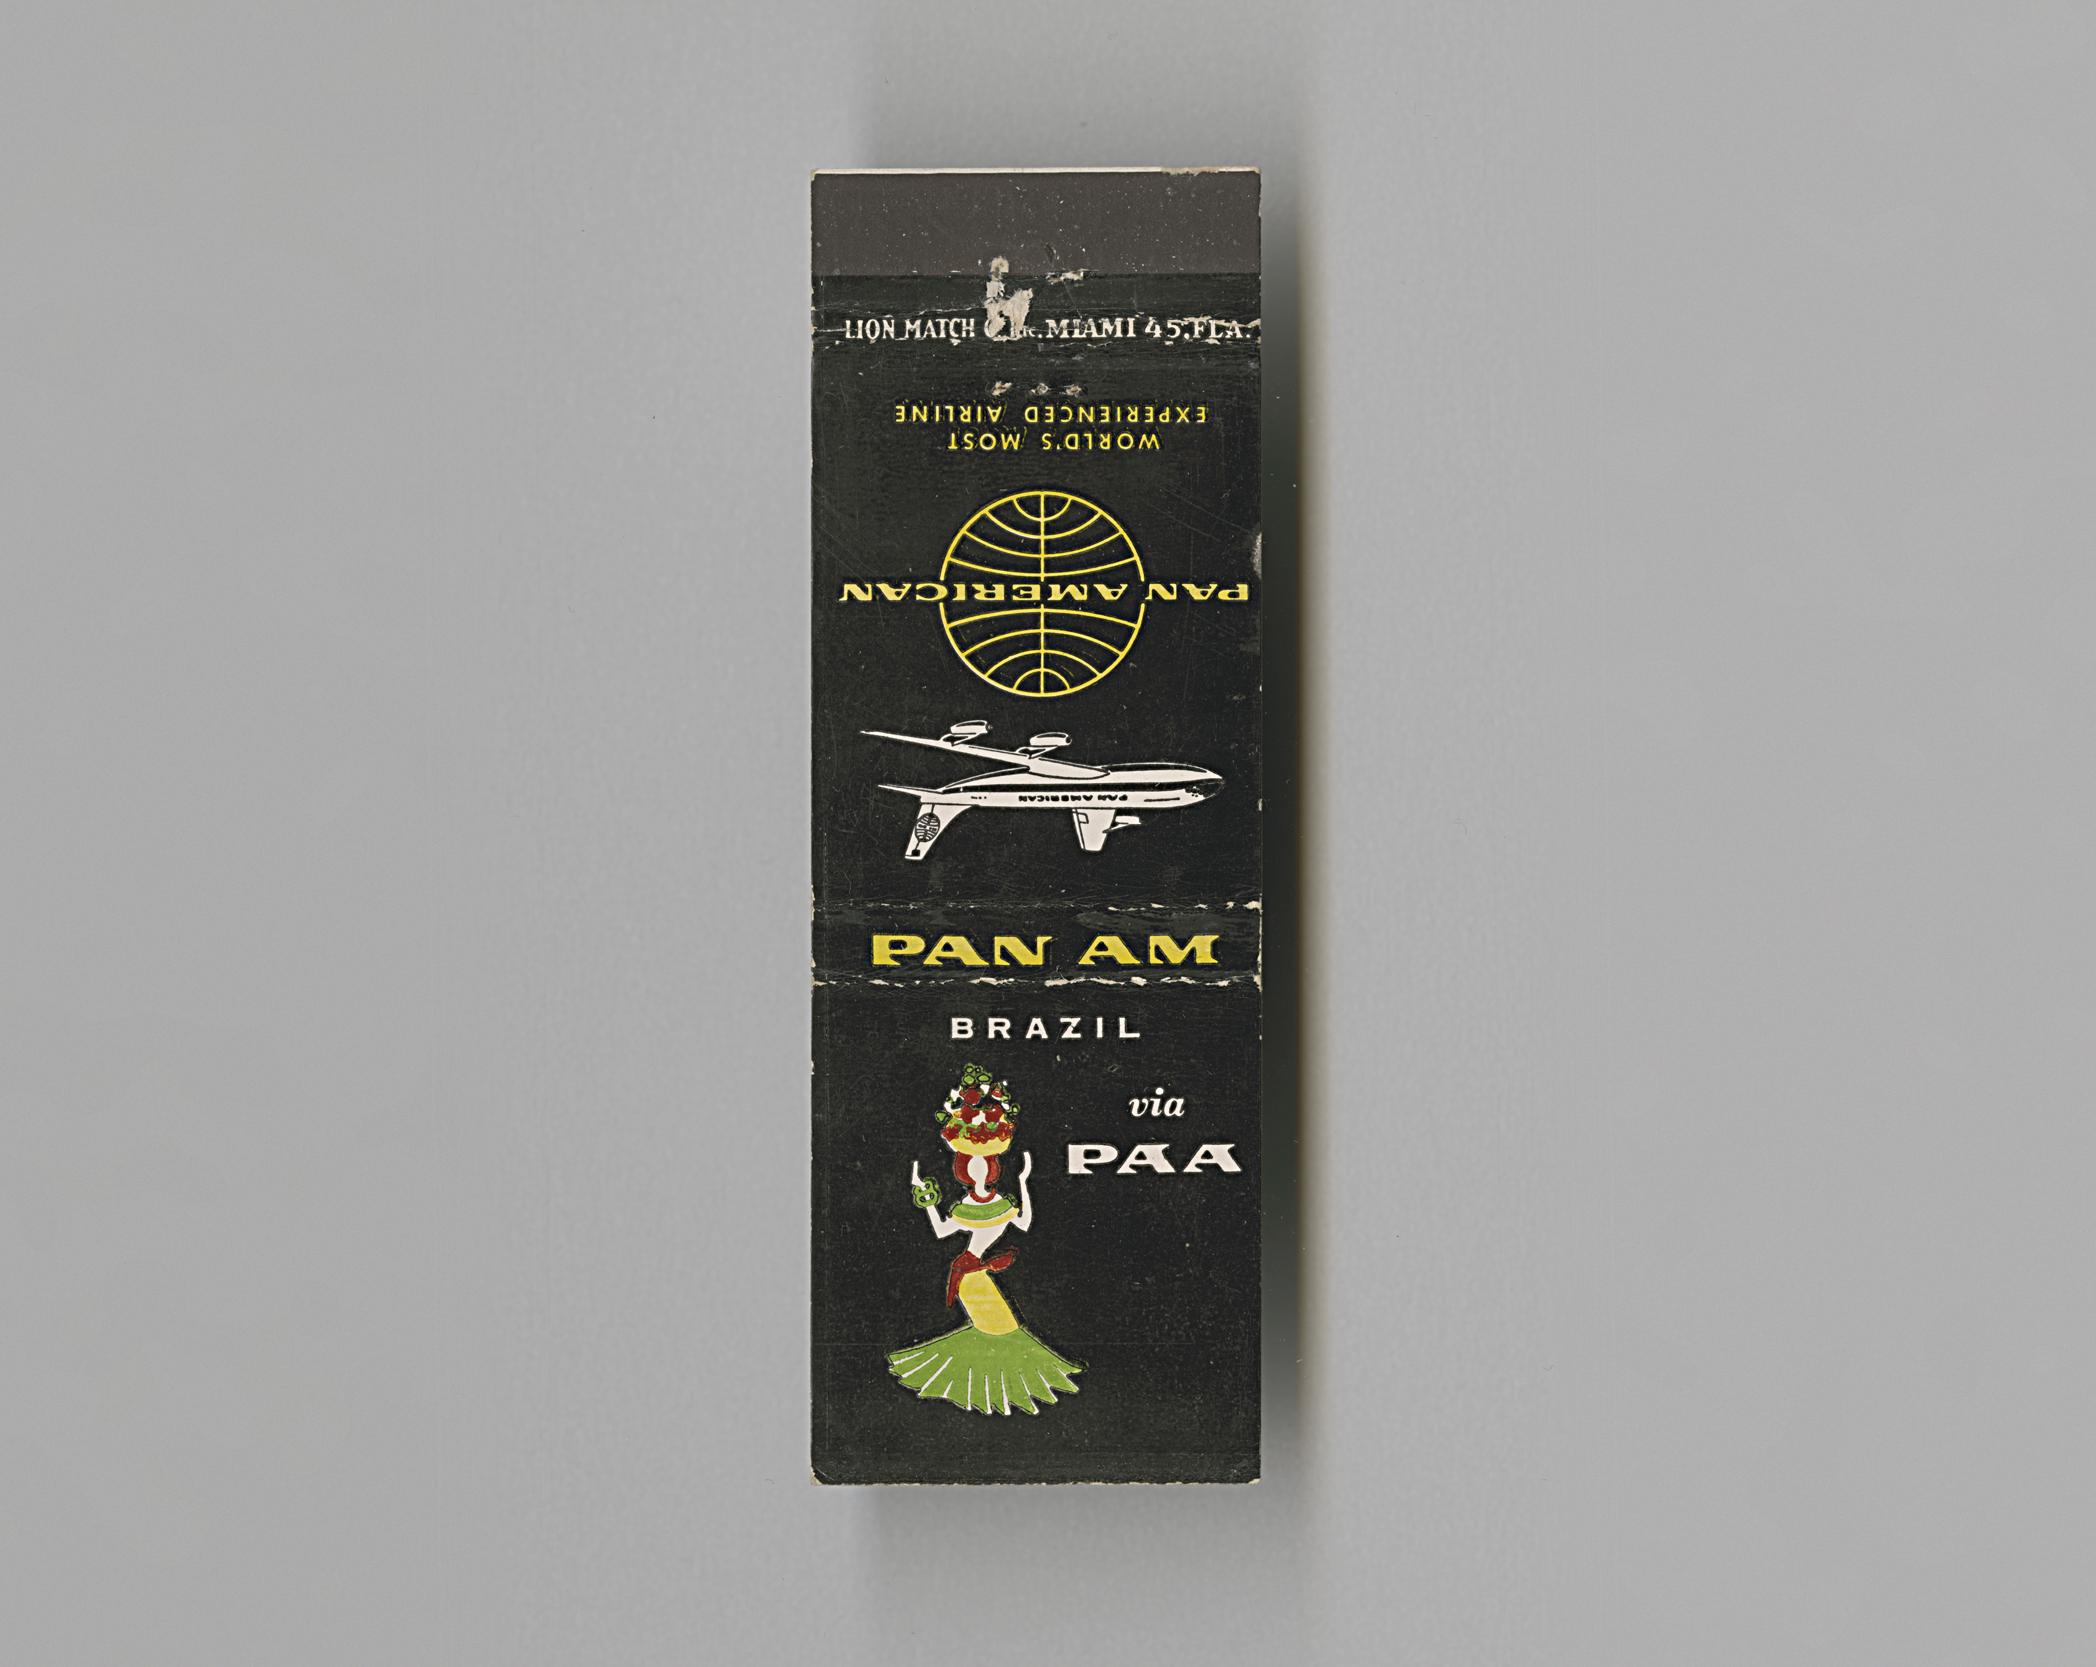 LION MATCH MIAMI 45, FLA.
WORLD'S MOST
EXPERIENCED AIRLINE
PAN AMERICAN
PAN AMERICAN
PAN AM
BRAZIL
via
PAA